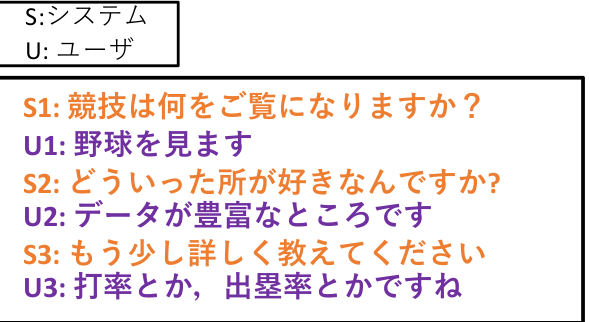 S:システム
U: ユーザ
S1: 競技は何をご覧になりますか？
U1: 野球を見ます
S2: どういった所が好きなんですか?
U2: データが豊富なところです
S3: もう少し詳しく教えてください
U3: 打率とか，出塁率とかですね